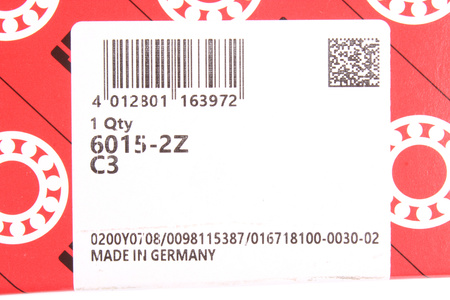 4 012801 163972
1 Qty
6015-2Z
C3
0200Y0708/0098115387/016718100-0030-02
MADE IN GERMANY